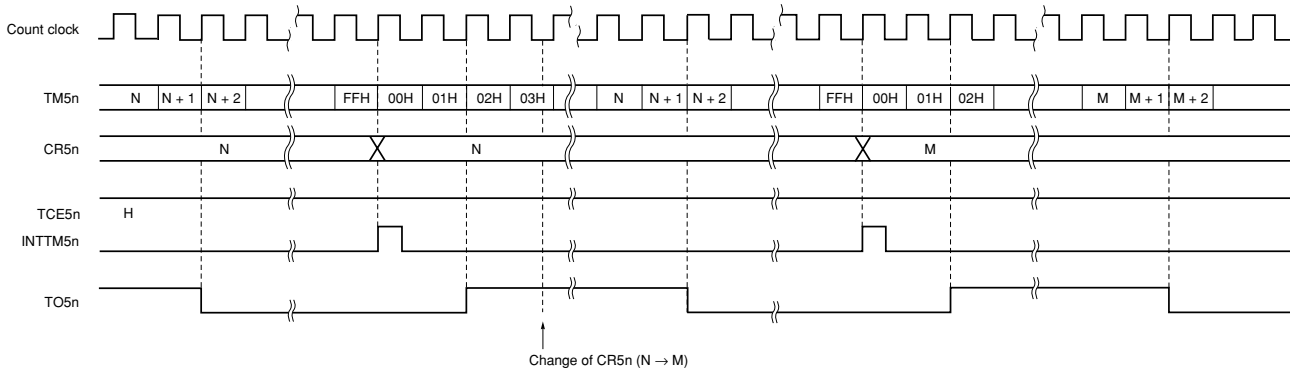 Count clock
TM5n N N + 1 N + 2 FFH 00H 01H 02H 03H N N + 1 N + 2 FFH 00H 01H 02H M M + 1 M + 2
CR5n N N M
TCE5n
H
INTTM5n
TO5n
Change of CR5n (N → M)